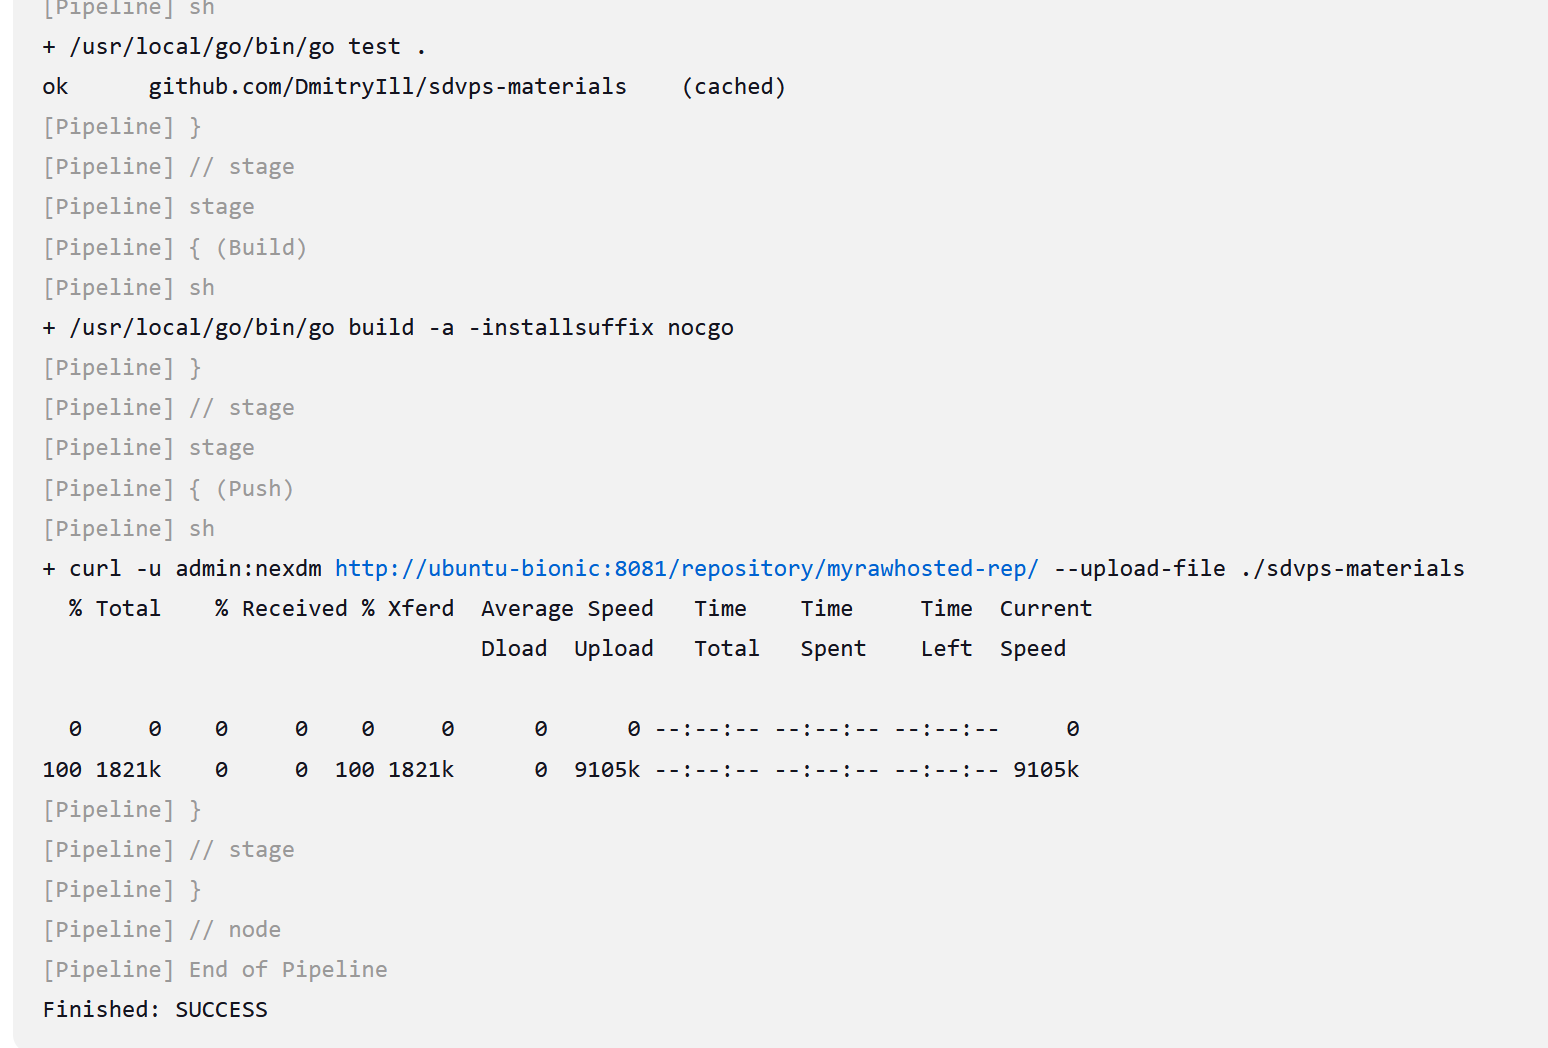 [Pipeline] sh
+ /usr/local/go/bin/go test .
ok      github.com/DmitryIll/sdvps-materials    (cached)
[Pipeline] }
[Pipeline] // stage
[Pipeline] stage
[Pipeline] { (Build)
[Pipeline] sh
+ /usr/local/go/bin/go build -a -installsuffix nocgo
[Pipeline] }
[Pipeline] // stage
[Pipeline] stage
[Pipeline] { (Push)
[Pipeline] sh
+ curl -u admin:nexdm http://ubuntu-bionic:8081/repository/myrawhosted-rep/ --upload-file ./sdvps-materials
  % Total    % Received % Xferd  Average Speed   Time    Time     Time  Current
                                 Dload  Upload   Total   Spent    Left  Speed
  0     0    0     0    0     0      0      0 --:--:-- --:--:-- --:--:--     0
100 1821k    0     0  100 1821k      0  9105k --:--:-- --:--:-- --:--:-- 9105k
[Pipeline] }
[Pipeline] // stage
[Pipeline] }
[Pipeline] // node
[Pipeline] End of Pipeline
Finished: SUCCESS